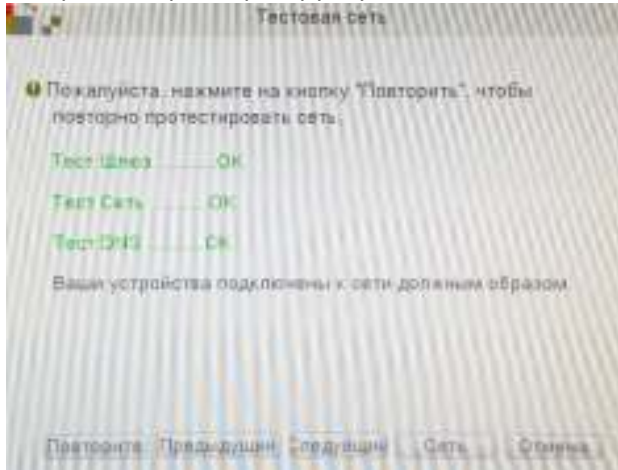 Тестовая сеть
Пожалуйста, нажмите на кнопку "Повторить", чтобы
повторно протестировать сеть.
Тест Шлюз ......... OK
Тест Сеть ......... OK
Тест DNS ......... OK
Ваши устройства подключены к сети должным образом
Повторите Предыдущий Следующий Сеть Отмена